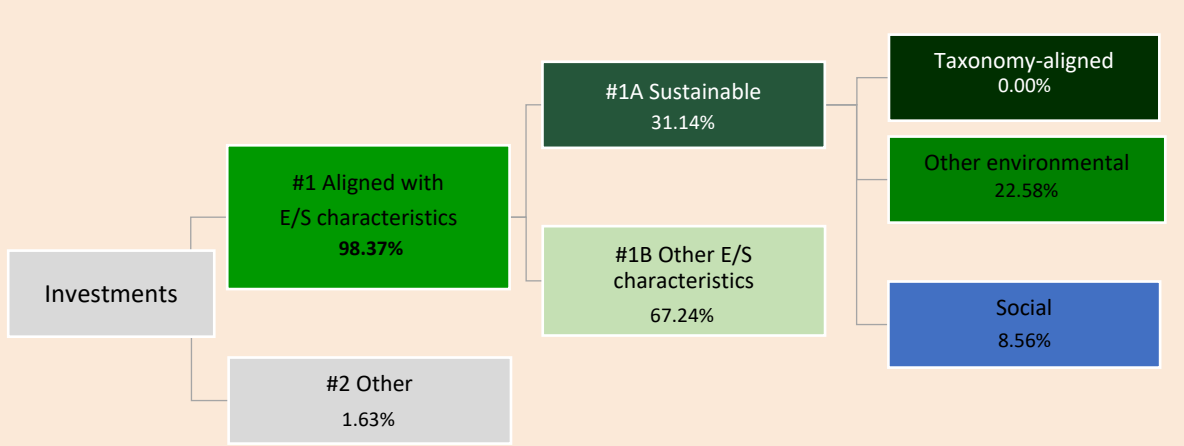 Investments
#1 Aligned with
E/S characteristics
98.37%
#2 Other
1.63%
#1A Sustainable
31.14%
#1B Other E/S
characteristics
67.24%
Taxonomy-aligned
0.00%
Other environmental
22.58%
Social
8.56%